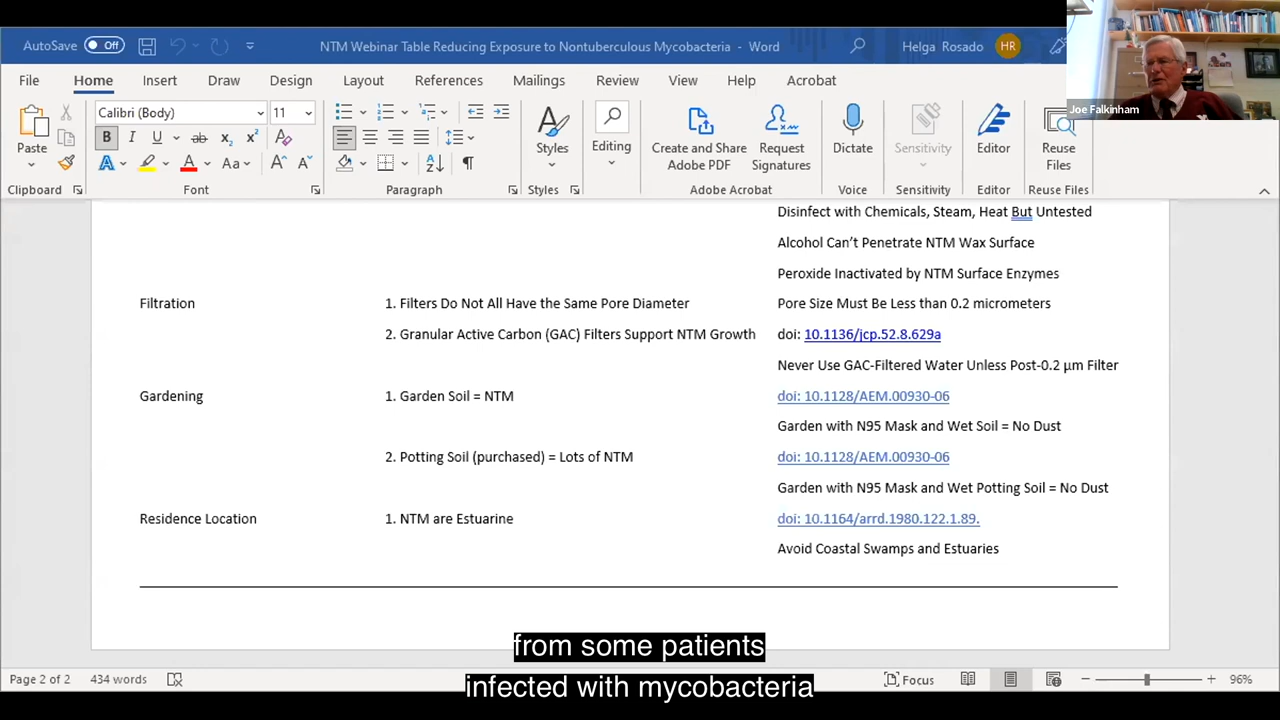 AutoSave Off NTM Webinar Table Reducing Exposure to Nontuberculous Mycobacteria - Word Helga Rosado HR
Joe Falkinham
File Home Insert Draw Design Layout References Mailings Review View Help Acrobat
Calibri (Body) 11
Paste
B I U ab x₂ x²
A A Aa A A
Styles
Editing
Create and Share Adobe PDF
Request Signatures
Dictate
Sensitivity
Editor
Reuse Files
Clipboard Font Paragraph Styles Adobe Acrobat Voice Sensitivity Editor Reuse Files
Disinfect with Chemicals, Steam, Heat But Untested
Alcohol Can't Penetrate NTM Wax Surface
Peroxide Inactivated by NTM Surface Enzymes
Filtration 1. Filters Do Not All Have the Same Pore Diameter Pore Size Must Be Less than 0.2 micrometers
2. Granular Active Carbon (GAC) Filters Support NTM Growth doi: 10.1136/jcp.52.8.629a
Never Use GAC-Filtered Water Unless Post-0.2 µm Filter
Gardening 1. Garden Soil = NTM doi: 10.1128/AEM.00930-06
Garden with N95 Mask and Wet Soil = No Dust
2. Potting Soil (purchased) = Lots of NTM doi: 10.1128/AEM.00930-06
Garden with N95 Mask and Wet Potting Soil = No Dust
Residence Location 1. NTM are Estuarine doi: 10.1164/arrd.1980.122.1.89.
Avoid Coastal Swamps and Estuaries
from some patients
infected with mycobacteria
Page 2 of 2 434 words Focus 96%